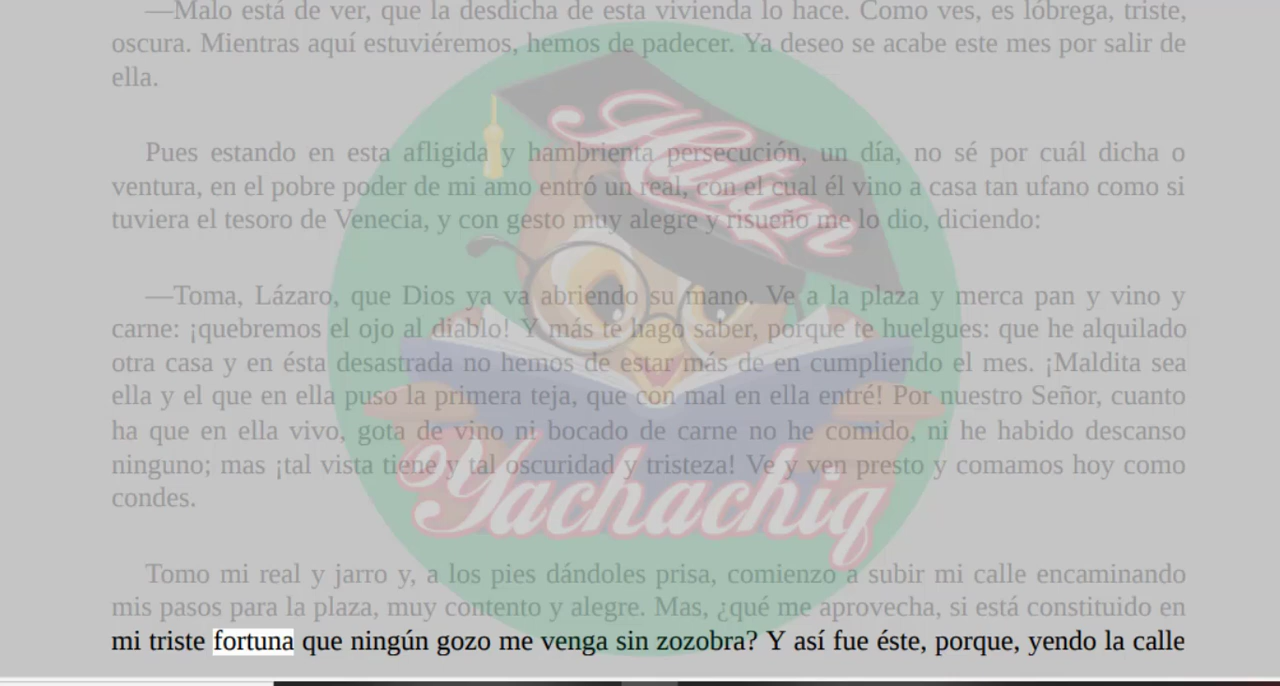 —Malo está de ver, que la desdicha de esta vivienda lo hace. Como ves, es lóbrega, triste,
oscura. Mientras aquí estuviéremos, hemos de padecer. Ya deseo se acabe este mes por salir de
ella.
Pues estando en esta afligida y hambrienta persecución, un día, no sé por cuál dicha o
ventura, en el pobre poder de mi amo entró un real, con el cual él vino a casa tan ufano como si
tuviera el tesoro de Venecia, y con gesto muy alegre y risueño me lo dio, diciendo:
—Toma, Lázaro, que Dios ya va abriendo su mano. Ve a la plaza y merca pan y vino y
carne: ¡quebremos el ojo al diablo! Y más te hago saber, porque te huelgues: que he alquilado
otra casa y en ésta desastrada no hemos de estar más de en cumpliendo el mes. ¡Maldita sea
ella y el que en ella puso la primera teja, que con mal en ella entré! Por nuestro Señor, cuanto
ha que en ella vivo, gota de vino ni bocado de carne no he comido, ni he habido descanso
ninguno; mas ¡tal vista tiene y tal oscuridad y tristeza! Ve y ven presto y comamos hoy como
condes.
Tomo mi real y jarro y, a los pies dándoles prisa, comienzo a subir mi calle encaminando
mis pasos para la plaza, muy contento y alegre. Mas, ¿qué me aprovecha, si está constituido en
mi triste fortuna que ningún gozo me venga sin zozobra? Y así fue éste, porque, yendo la calle
Yachachiq